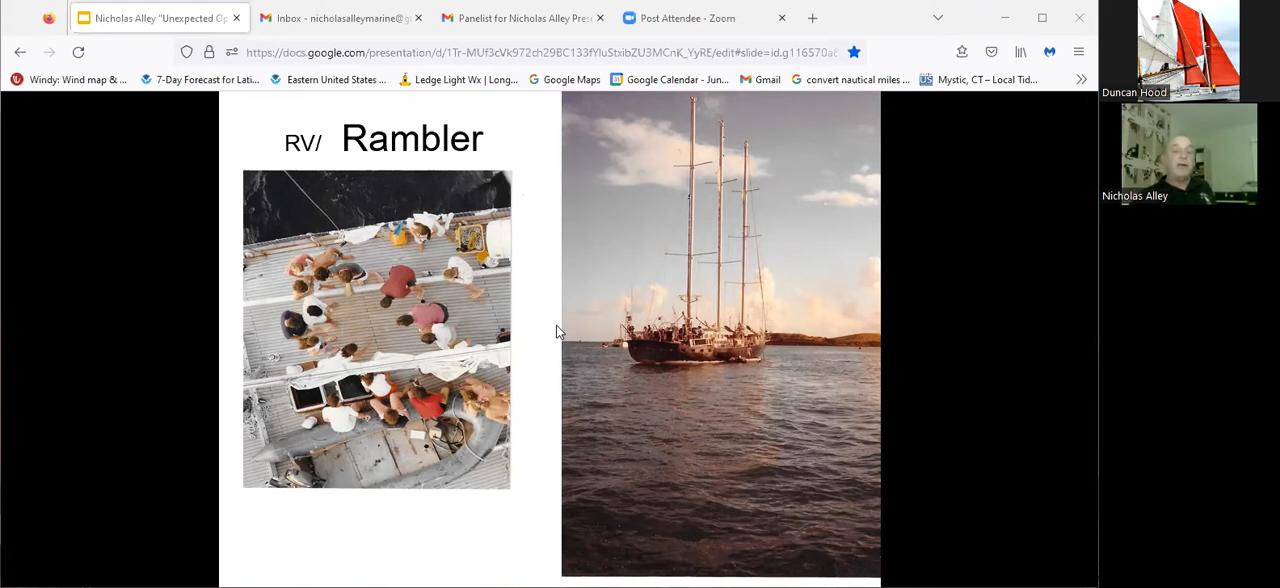 Nicholas Alley "Unexpected Op
Inbox - nicholasalleymarine@g
Panelist for Nicholas Alley Pres
Post Attendee - Zoom
https://docs.google.com/presentation/d/1Tr-MUf3cVk972ch29BC133fYluStxibZU3MCnK_YyRE/edit#slide=id.g116570a
Windy: Wind map & ...
7-Day Forecast for Lati...
Eastern United States ...
Ledge Light Wx | Long...
Google Maps
Google Calendar - Jun...
Gmail
convert nautical miles ...
Mystic, CT – Local Tid...
Duncan Hood
Nicholas Alley
RV/ Rambler